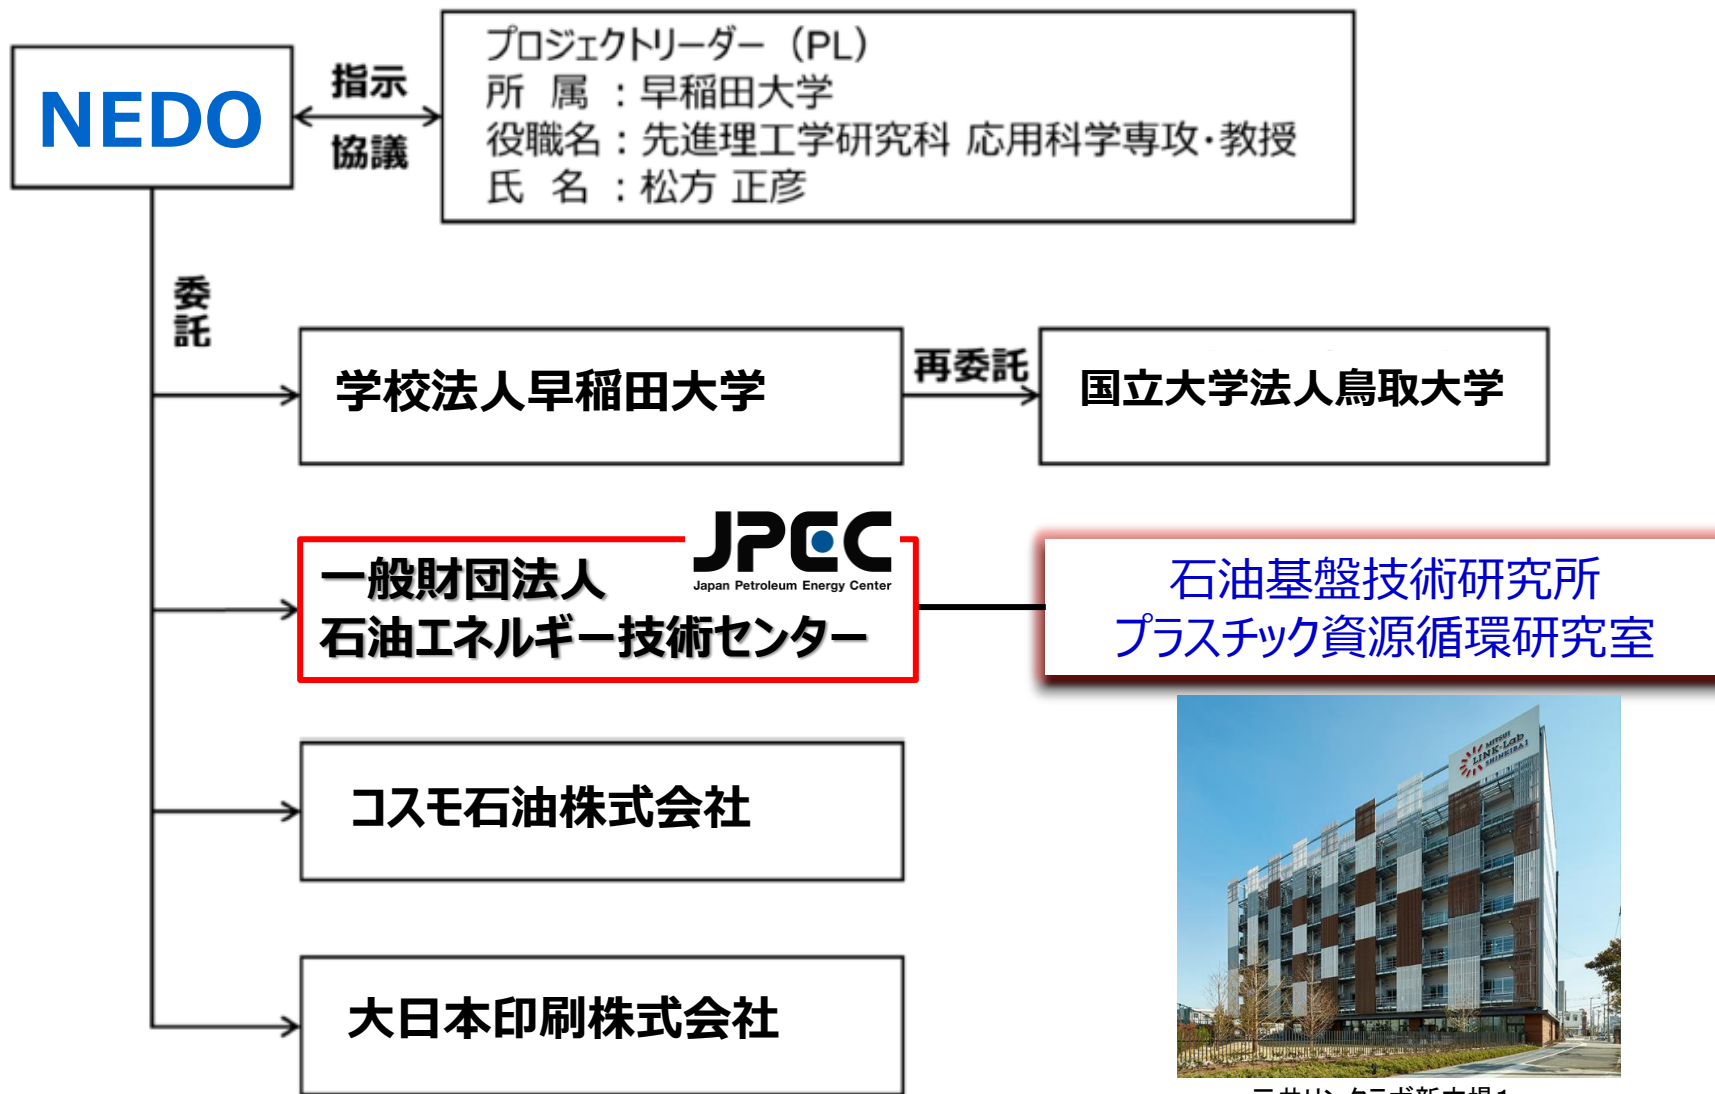 NEDO
指示
協議
プロジェクトリーダー（PL）
所 属 ：早稲田大学
役職名：先進理工学研究科 応用科学専攻・教授
氏 名 ：松方 正彦
委託
学校法人早稲田大学
再委託
国立大学法人鳥取大学
JPEC
Japan Petroleum Energy Center
一般財団法人
石油エネルギー技術センター
石油基盤技術研究所
プラスチック資源循環研究室
コスモ石油株式会社
大日本印刷株式会社
MITSUI
LINK-Lab
SHINKIBA 1